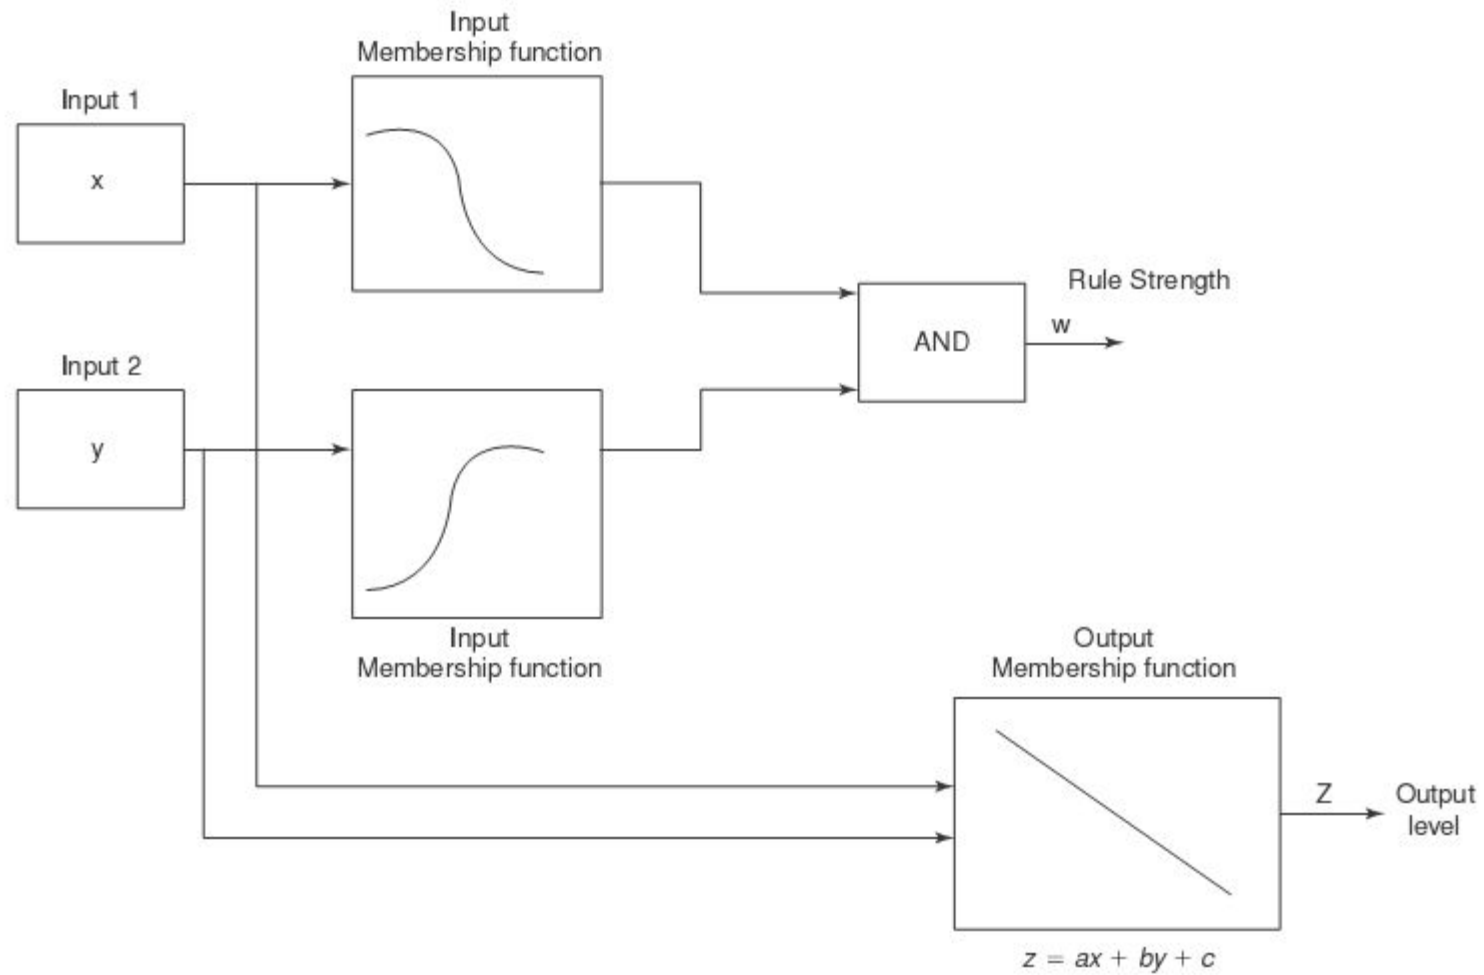 Input
Membership function
Input 1
x
Rule Strength
w
AND
Input 2
y
Input
Membership function
Output
Membership function
Z
Output
level
z = ax + by + c